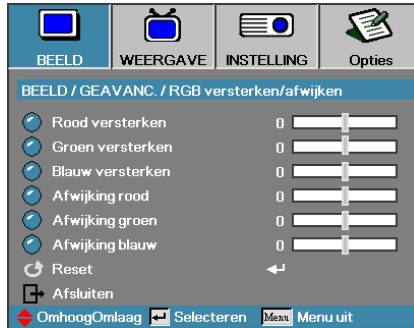 BEELD WEERGAVE INSTELLING Opties
BEELD / GEAVANC. / RGB versterken/afwijken
Rood versterken 0
Groen versterken 0
Blauw versterken 0
Afwijking rood 0
Afwijking groen 0
Afwijking blauw 0
Reset
Afsluiten
OmhoogOmlaag Selecteren Menu Menu uit